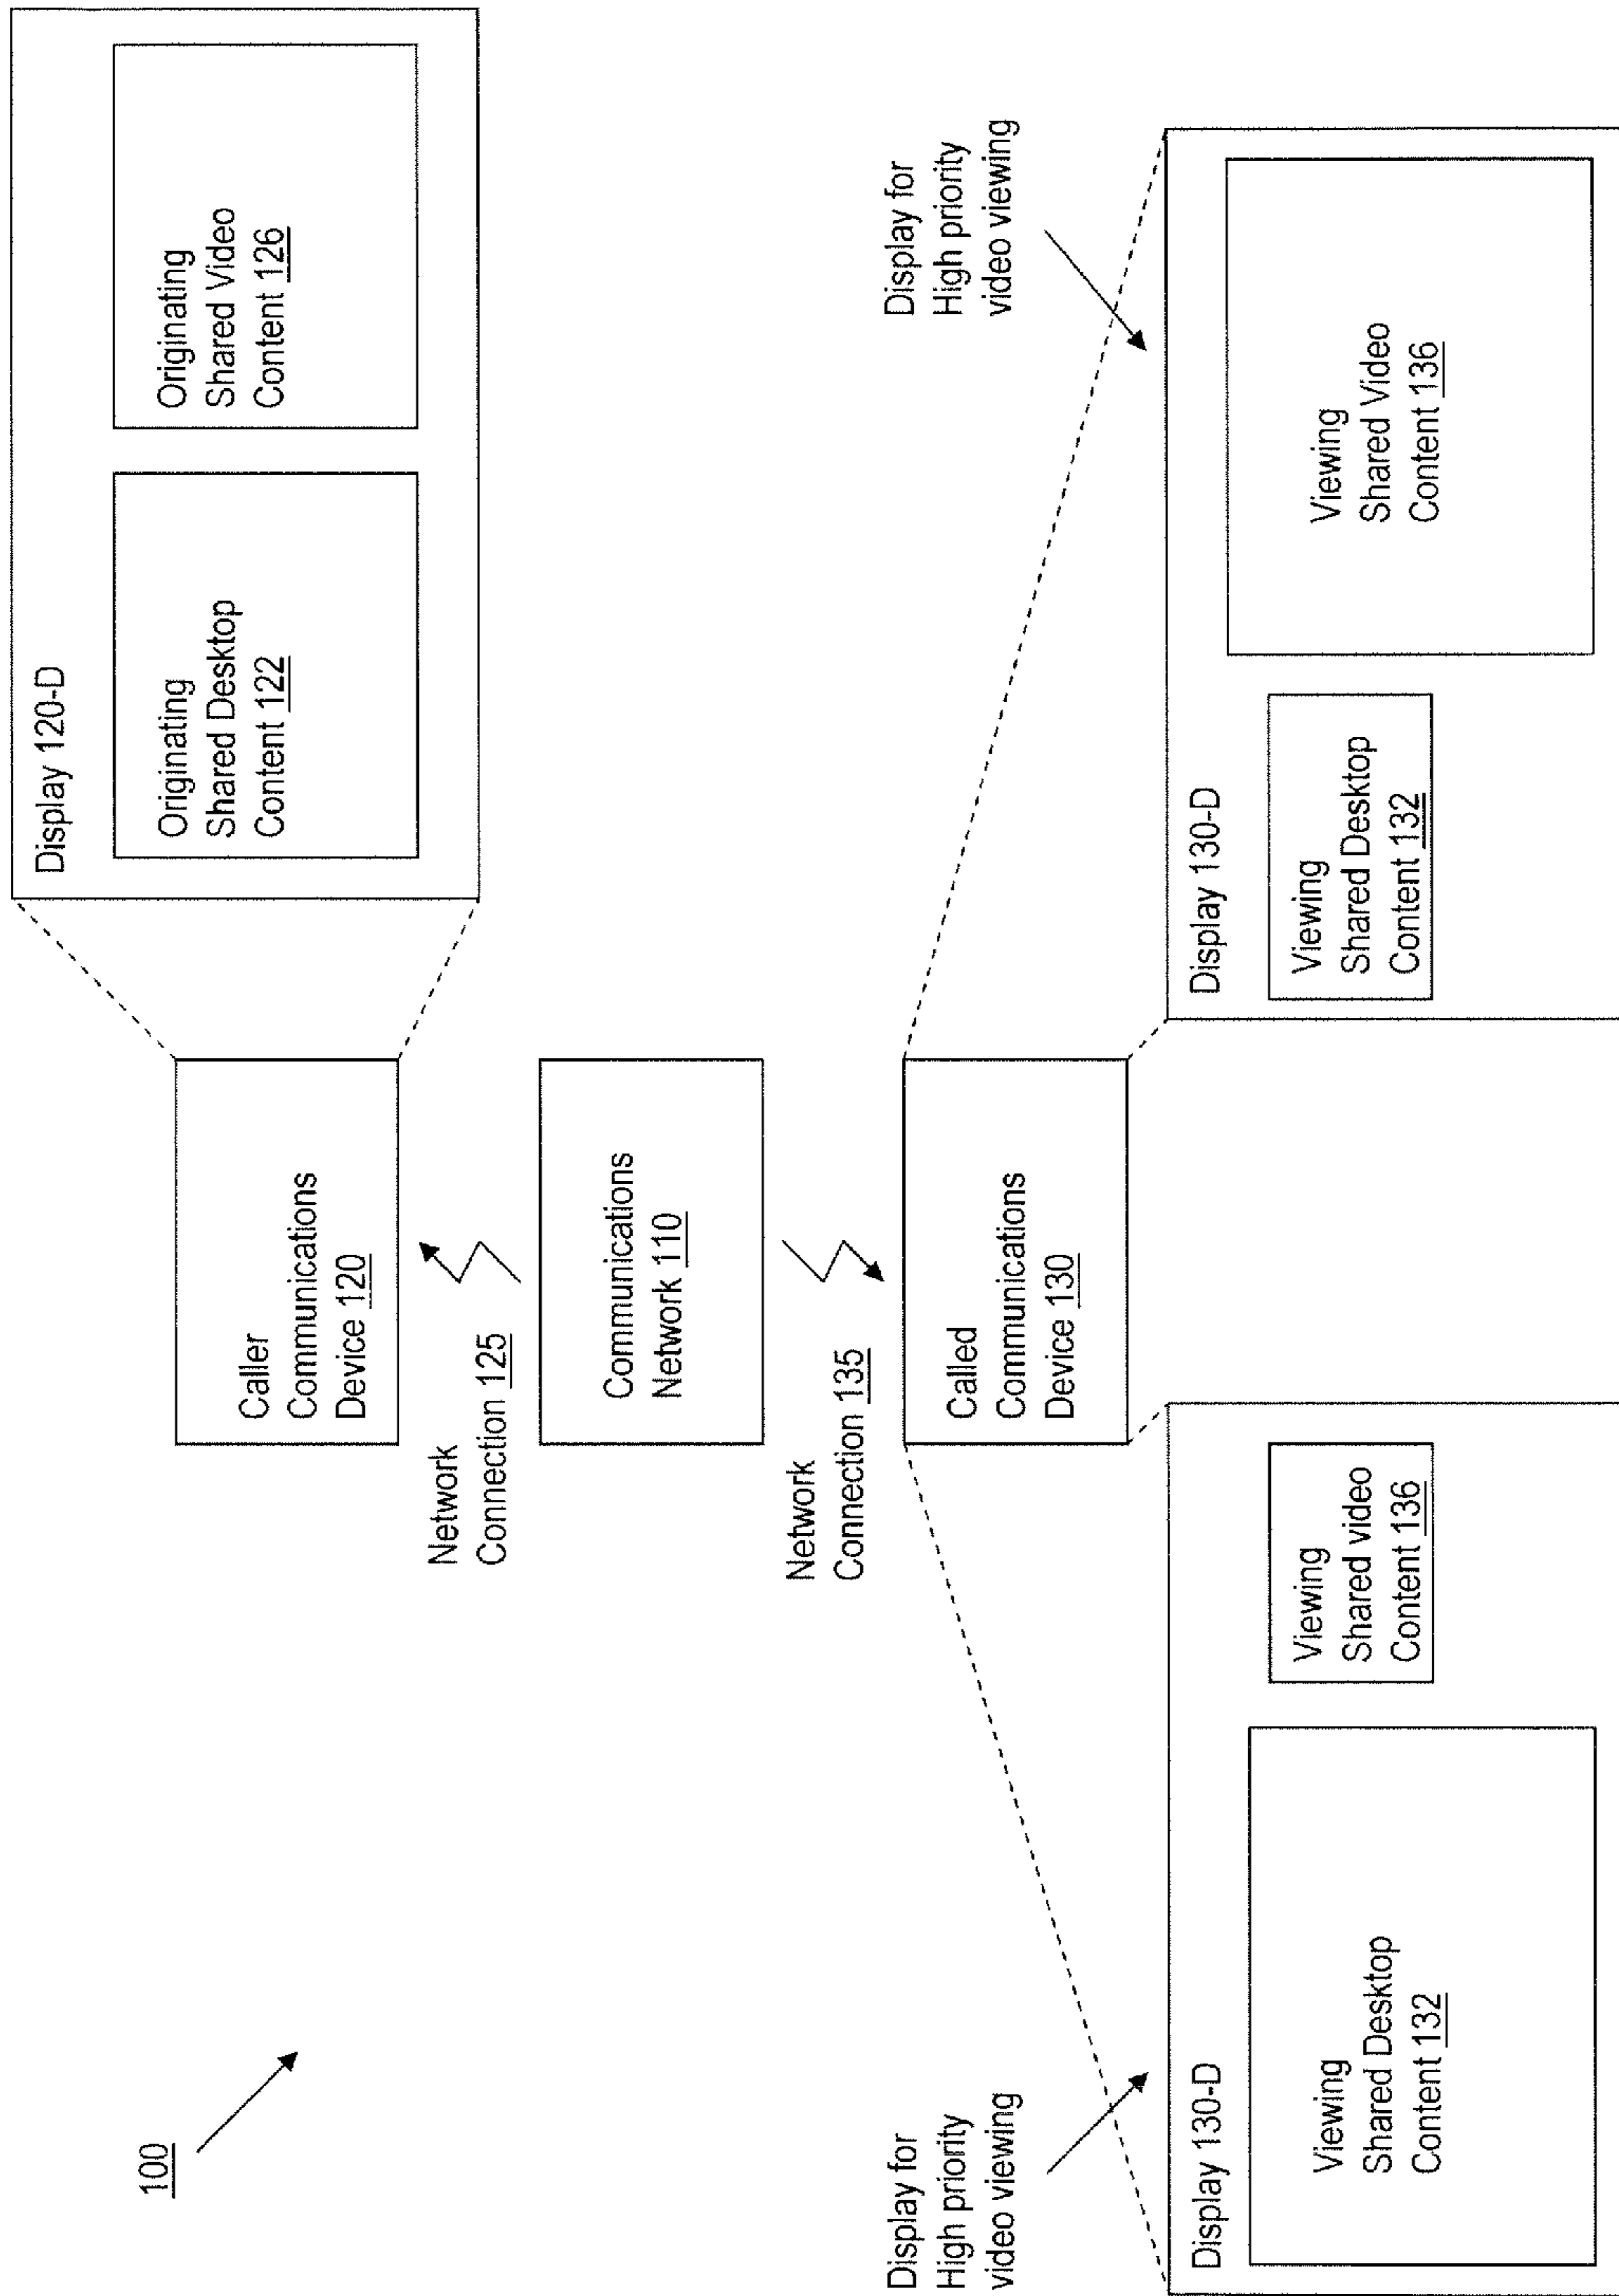 100
Caller
Communications
Device 120
Display 120-D
Originating
Shared Desktop
Content 122
Originating
Shared Video
Content 126
Network
Connection 125
Communications
Network 110
Network
Connection 135
Called
Communications
Device 130
Display for
High priority
video viewing
Display 130-D
Viewing
Shared Desktop
Content 132
Viewing
Shared video
Content 136
Display for
High priority
video viewing
Display 130-D
Viewing
Shared Desktop
Content 132
Viewing
Shared Video
Content 136